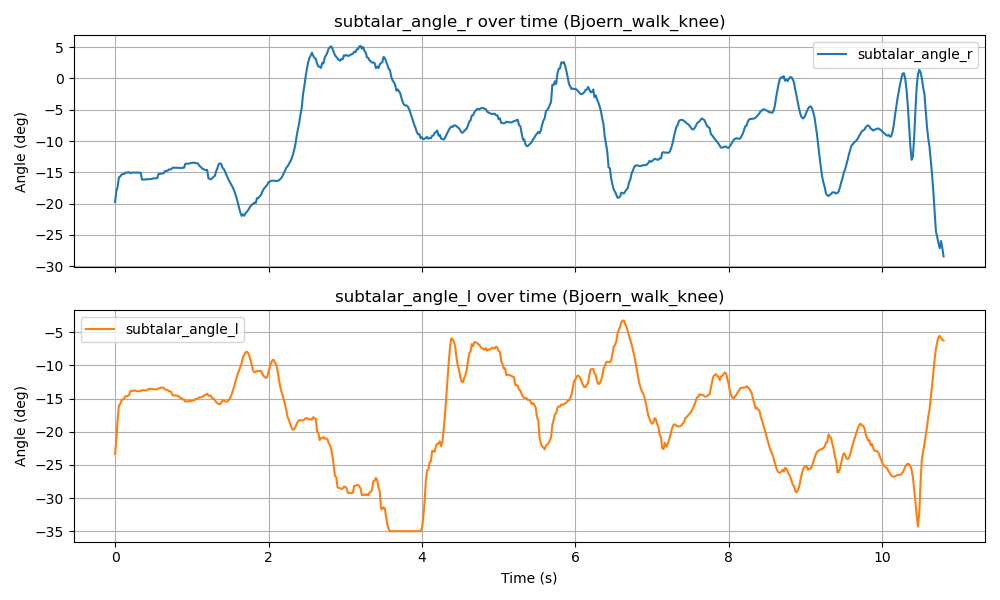 subtalar_angle_r over time (Bjoern_walk_knee)
subtalar_angle_r
Angle (deg)
5
0
−5
−10
−15
−20
−25
−30
subtalar_angle_l over time (Bjoern_walk_knee)
subtalar_angle_l
Angle (deg)
−5
−10
−15
−20
−25
−30
−35
0 2 4 6 8 10
Time (s)